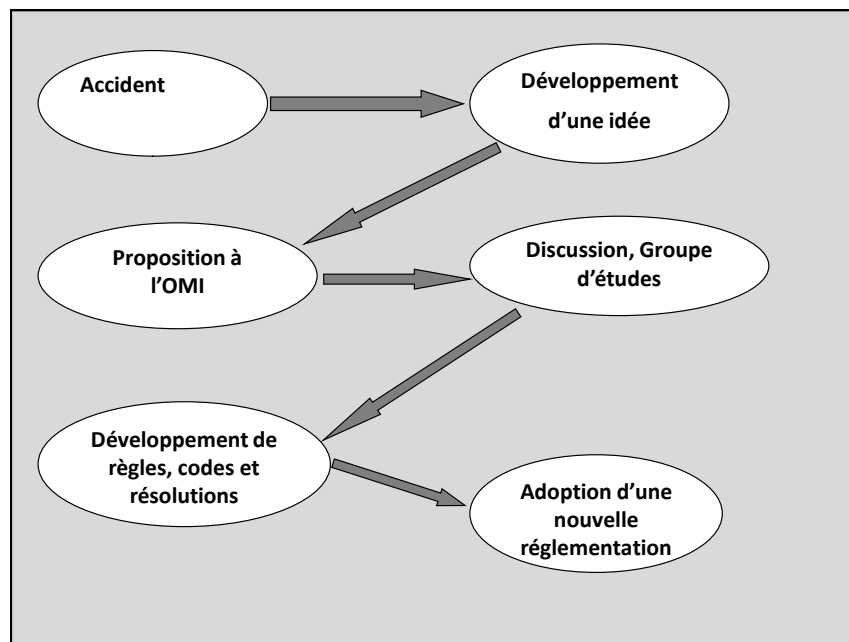 Accident
Développement
d’une idée
Proposition à
l’OMI
Discussion, Groupe
d’études
Développement de
règles, codes et
résolutions
Adoption d’une
nouvelle
réglementation